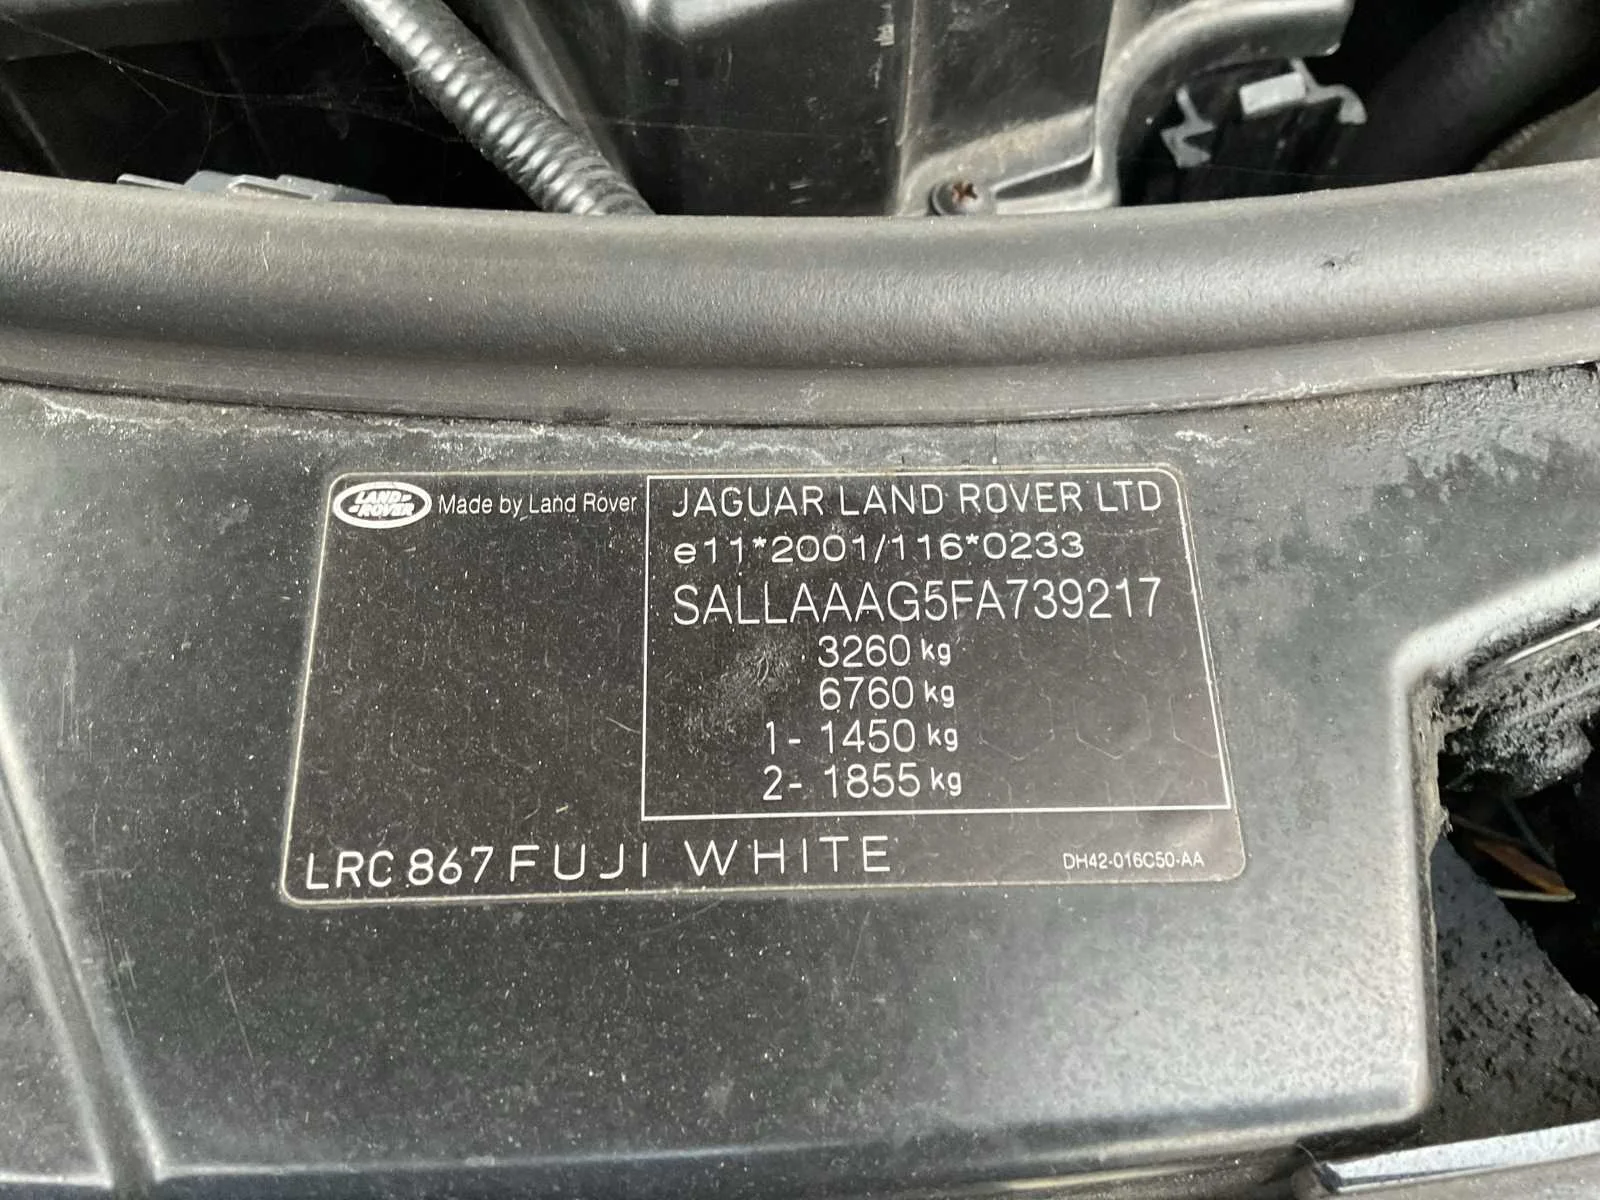 LAND-
-ROVER
Made by Land Rover
JAGUAR LAND ROVER LTD
e11*2001/116*0233
SALLAAAG5FA739217
3260 kg
6760 kg
1- 1450 kg
2- 1855 kg
LRC 867 FUJI WHITE
DH42-016C50-AA